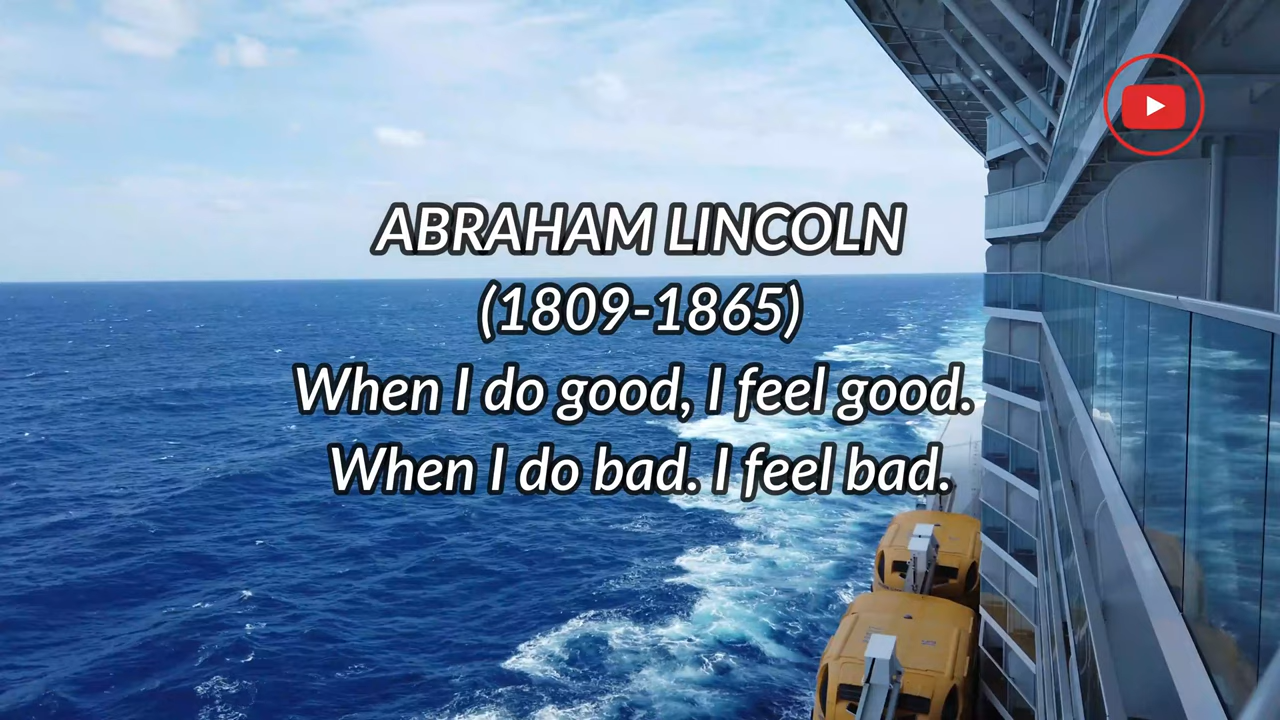 ABRAHAM LINCOLN
(1809-1865)
When I do good, I feel good.
When I do bad. I feel bad.